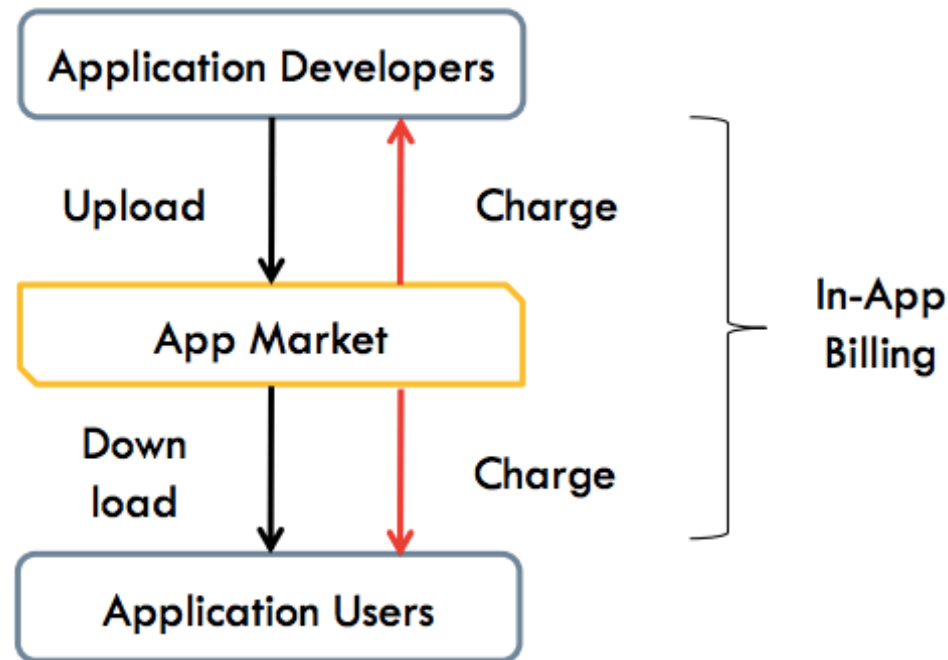 Application Developers
Upload
Charge
App Market
In-App
Billing
Down
load
Charge
Application Users